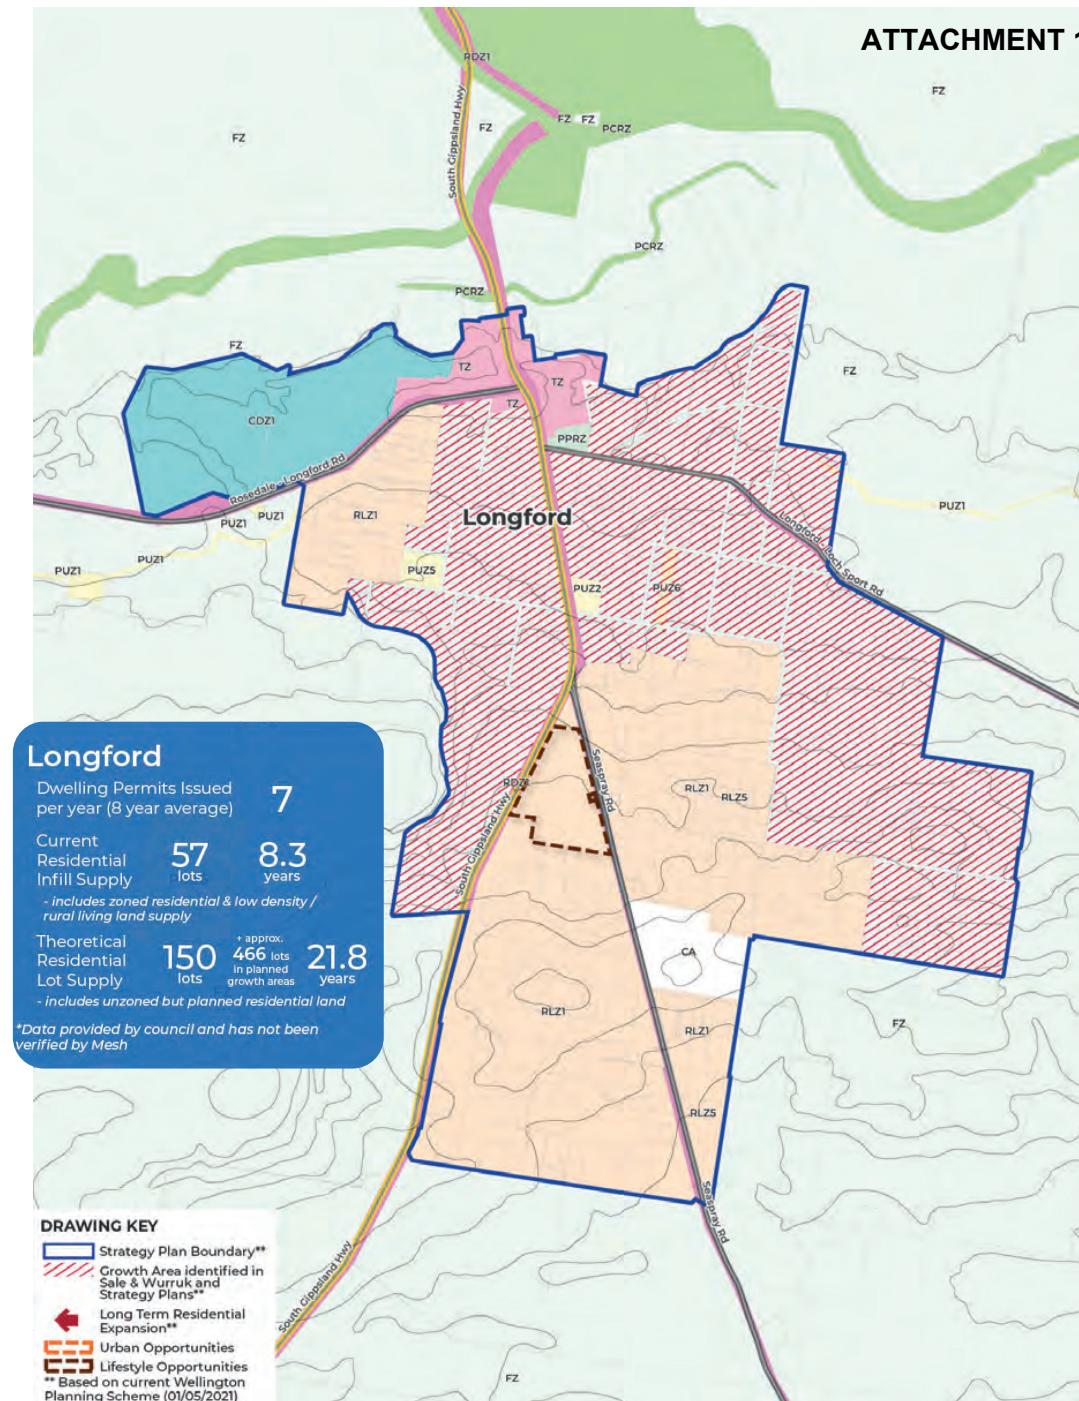 ATTACHMENT 1
RDZ1
FZ
FZ
FZ
FZ
FZ
PCRZ
South Gippsland Hwy
PCRZ
PCRZ
FZ
TZ
TZ
TZ
FZ
CDZ1
PPRZ
Rosedale - Longford Rd
RLZ1
Longford
PUZ1
PUZ1
PUZ1
PUZ1
PUZ1
Longford - Loch Sport Rd
PUZ5
PUZ2
PUZ6
RDZ1
Seaspray Rd
RLZ1
RLZ5
South Gippsland Hwy
CA
RLZ1
RLZ1
FZ
RLZ5
Seaspray Rd
South Gippsland Hwy
FZ
Longford
Dwelling Permits Issued
per year (8 year average)
7
Current
Residential
Infill Supply
57
lots
8.3
years
- includes zoned residential & low density /
rural living land supply
Theoretical
Residential
Lot Supply
150
lots
+ approx.
466 lots
in planned
growth areas
21.8
years
- includes unzoned but planned residential land
*Data provided by council and has not been
verified by Mesh
DRAWING KEY
Strategy Plan Boundary**
Growth Area identified in
Sale & Wurruk and
Strategy Plans**
Long Term Residential
Expansion**
Urban Opportunities
Lifestyle Opportunities
** Based on current Wellington
Planning Scheme (01/05/2021)